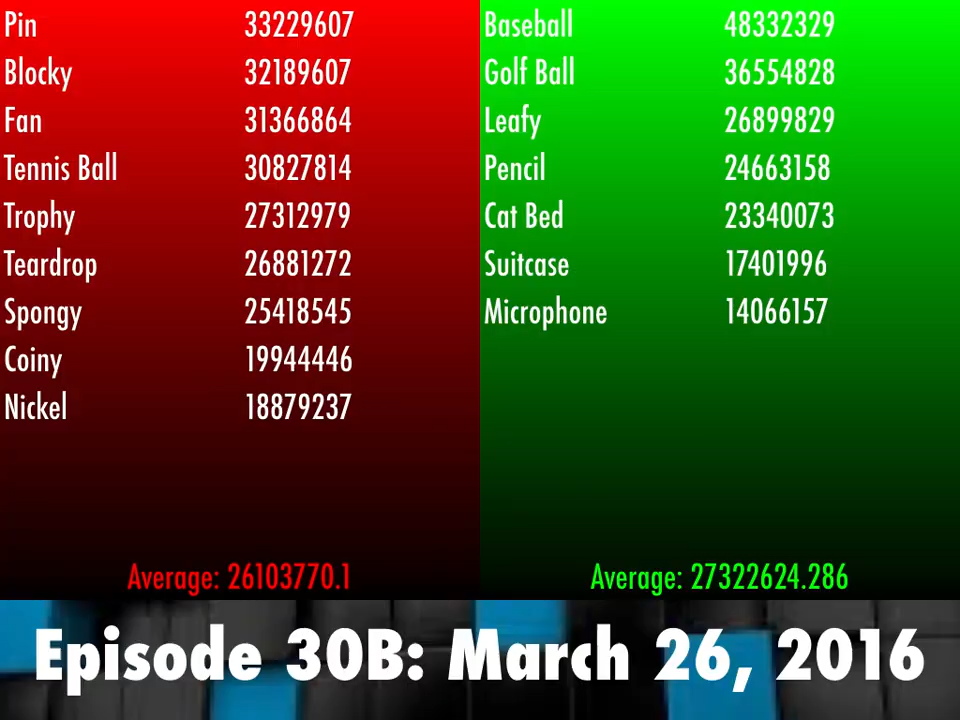 Pin 33229607
Blocky 32189607
Fan 31366864
Tennis Ball 30827814
Trophy 27312979
Teardrop 26881272
Spongy 25418545
Coiny 19944446
Nickel 18879237
Average: 26103770.1
Baseball 48332329
Golf Ball 36554828
Leafy 26899829
Pencil 24663158
Cat Bed 23340073
Suitcase 17401996
Microphone 14066157
Average: 27322624.286
Episode 30B: March 26, 2016